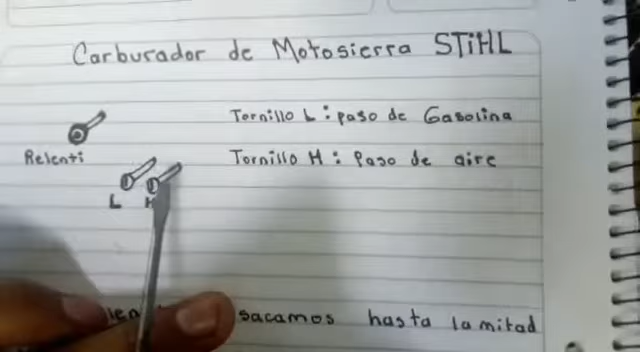 Carburador de Motosierra STIHL
Tornillo L : paso de Gasolina
Relenti
Tornillo H : Paso de aire
L H
sacamos hasta la mitad